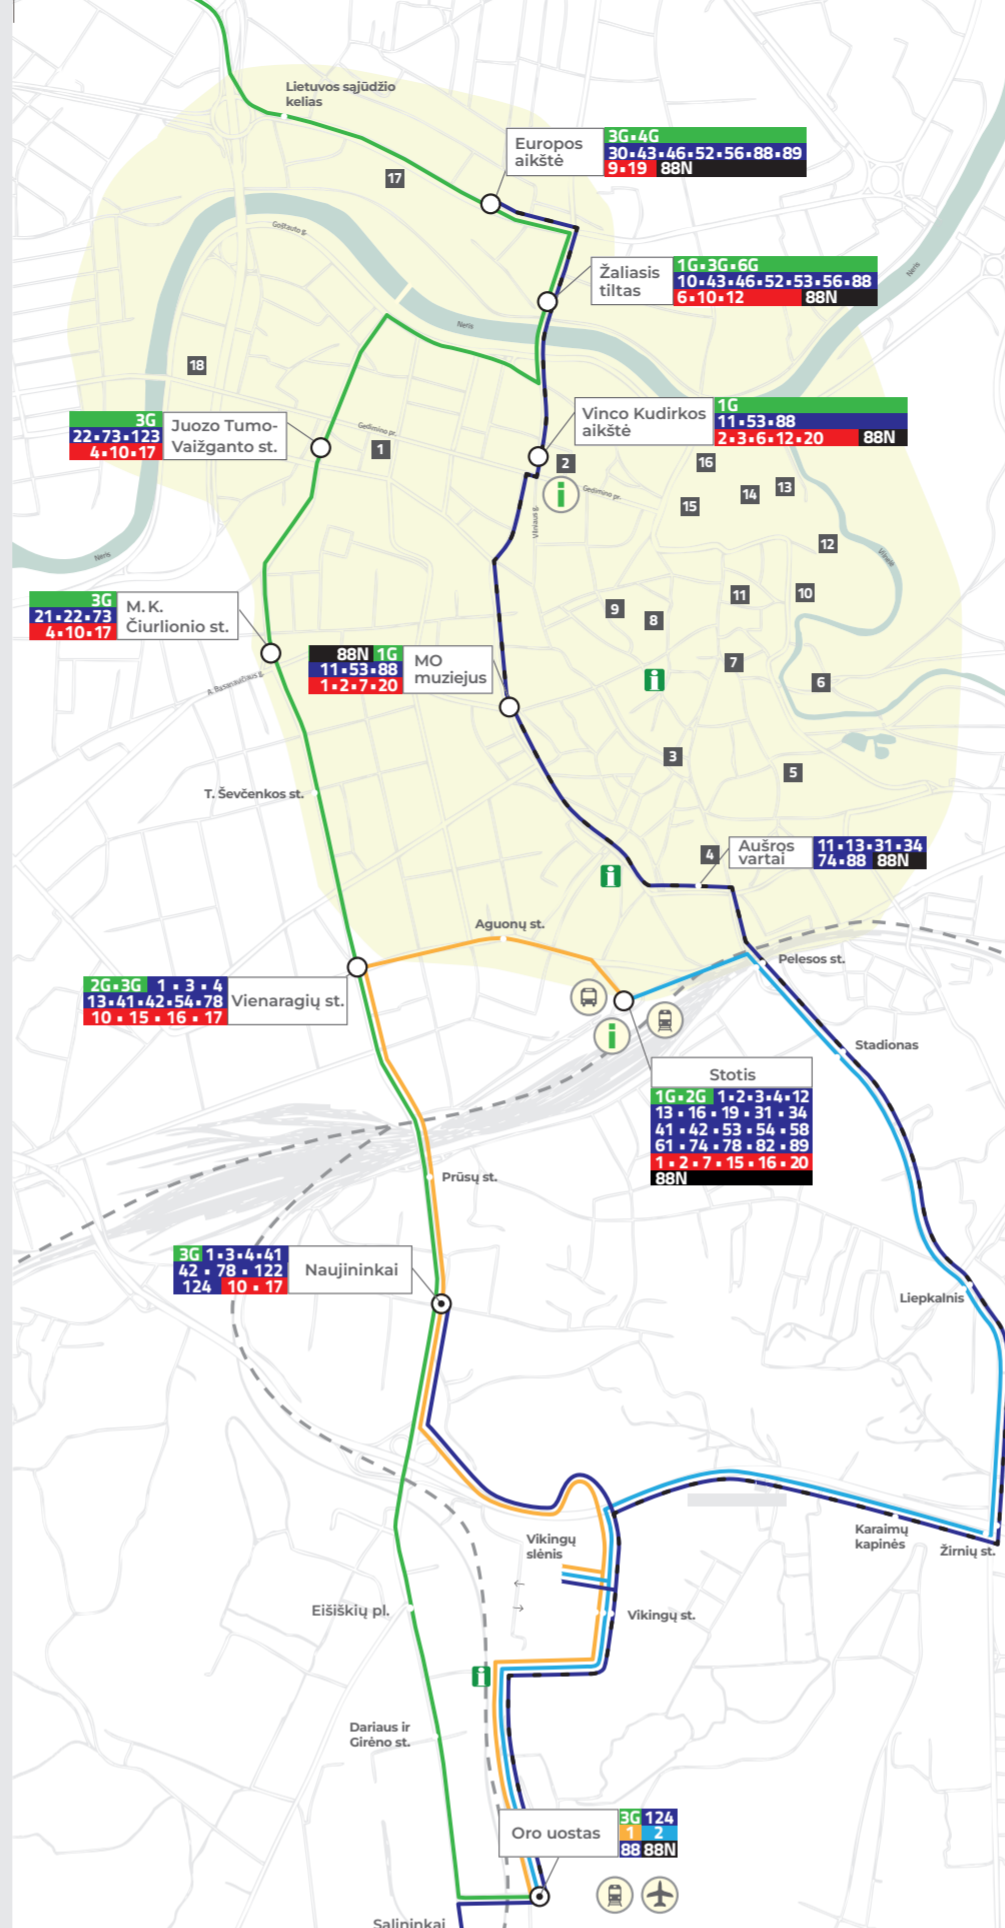 Lietuvos sąjūdžio
kelias
Europos
aikštė
3G▪4G
30▪43▪46▪52▪56▪88▪89
9▪19 88N
17
Goštauto g.
Neris
Žaliasis
tiltas
1G▪3G▪6G
10▪43▪46▪52▪53▪56▪88
6▪10▪12 88N
Neris
18
3G
22▪73▪123
4▪10▪17
Juozo Tumo-
Vaižganto st.
Gedimino pr.
1
Vinco Kudirkos
aikštė
1G
11▪53▪88
2▪3▪6▪12▪20 88N
2
i
Gedimino pr.
Vilniaus g.
16
15
14
13
12
Vilnelė
Neris
3G
21▪22▪73
4▪10▪17
M. K.
Čiurlionio st.
A. Basanavičiaus g.
9
8
11
10
7
6
i
88N 1G
11▪53▪88
1▪2▪7▪20
MO
muziejus
3
5
T. Ševčenkos st.
4
Aušros
vartai
11▪13▪31▪34
74▪88 88N
i
Aguonų st.
Pelesos st.
2G▪3G 1▪3▪4
13▪41▪42▪54▪78
10▪15▪16▪17
Vienaragių st.
i
Stadionas
Stotis
1G▪2G 1▪2▪3▪4▪12
13▪16▪19▪31▪34
41▪42▪53▪54▪58
61▪74▪78▪82▪89
1▪2▪7▪15▪16▪20
88N
Prūsų st.
3G 1▪3▪4▪41
42▪78▪122
124 10▪17
Naujininkai
Liepkalnis
Vikingų
slėnis
Karaimų
kapinės
Žirnių st.
←
→
Eišiškių pl.
Vikingų st.
i
Dariaus ir
Girėno st.
Oro uostas
3G 124
1 2
88 88N
Salininkai